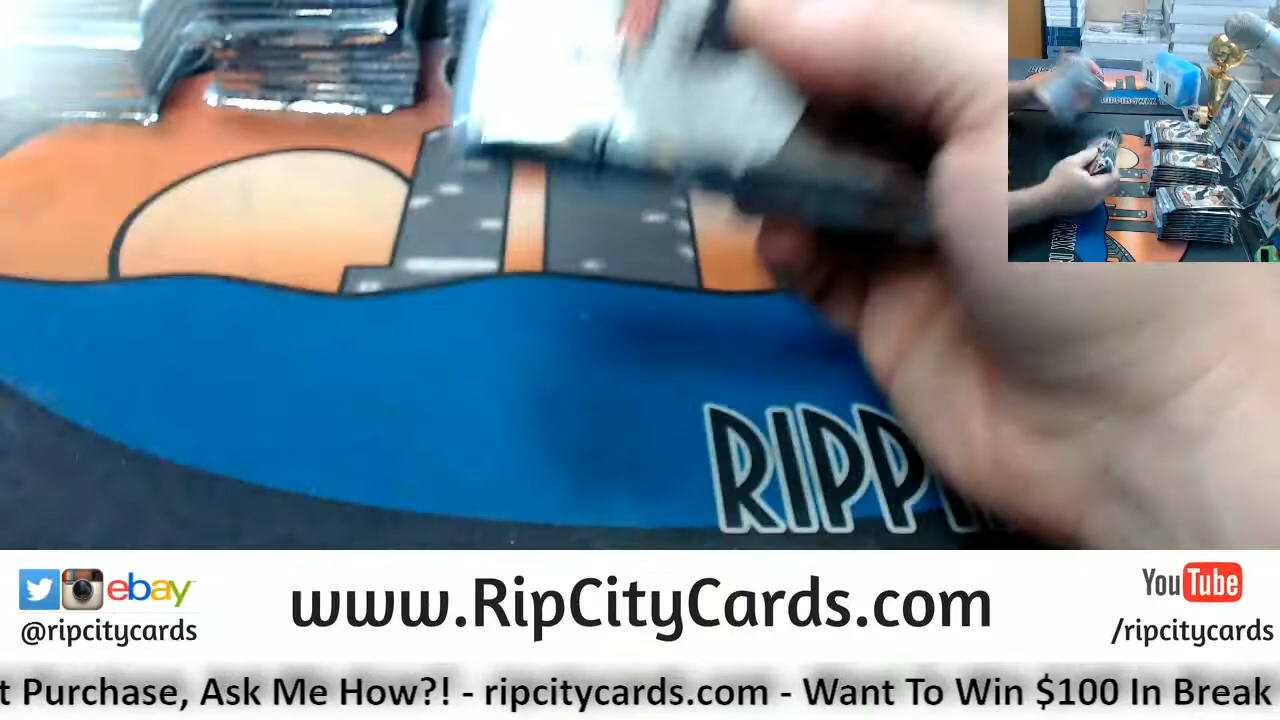 RIPPI
ebay
@ripcitycards
www.RipCityCards.com
You Tube
/ripcitycards
t Purchase, Ask Me How?! - ripcitycards.com - Want To Win $100 In Break